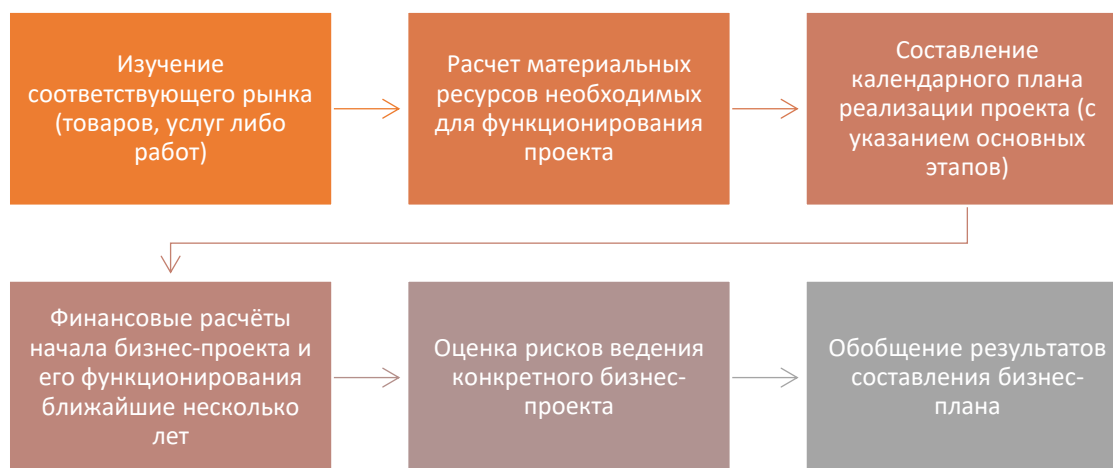 Изучение
соответствующего рынка
(товаров, услуг либо
работ)
Расчет материальных
ресурсов необходимых
для функционирования
проекта
Составление
календарного плана
реализации проекта (с
указанием основных
этапов)
Финансовые расчёты
начала бизнес-проекта и
его функционирования
ближайшие несколько
лет
Оценка рисков ведения
конкретного бизнес-
проекта
Обобщение результатов
составления бизнес-
плана